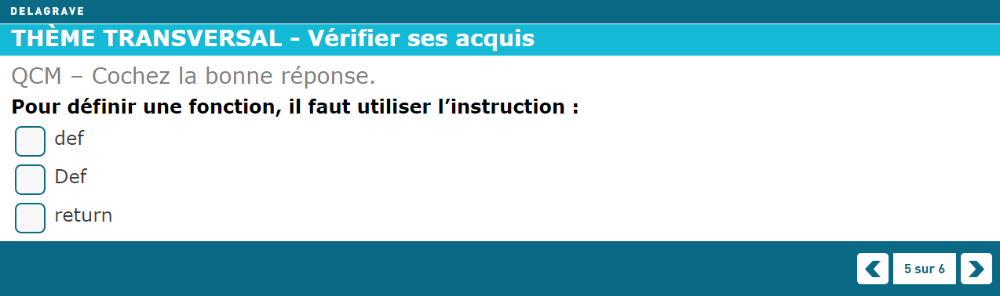 DELAGRAVE
THÈME TRANSVERSAL – Vérifier ses acquis
QCM – Cochez la bonne réponse.
Pour définir une fonction, il faut utiliser l’instruction :
def
Def
return
5 sur 6